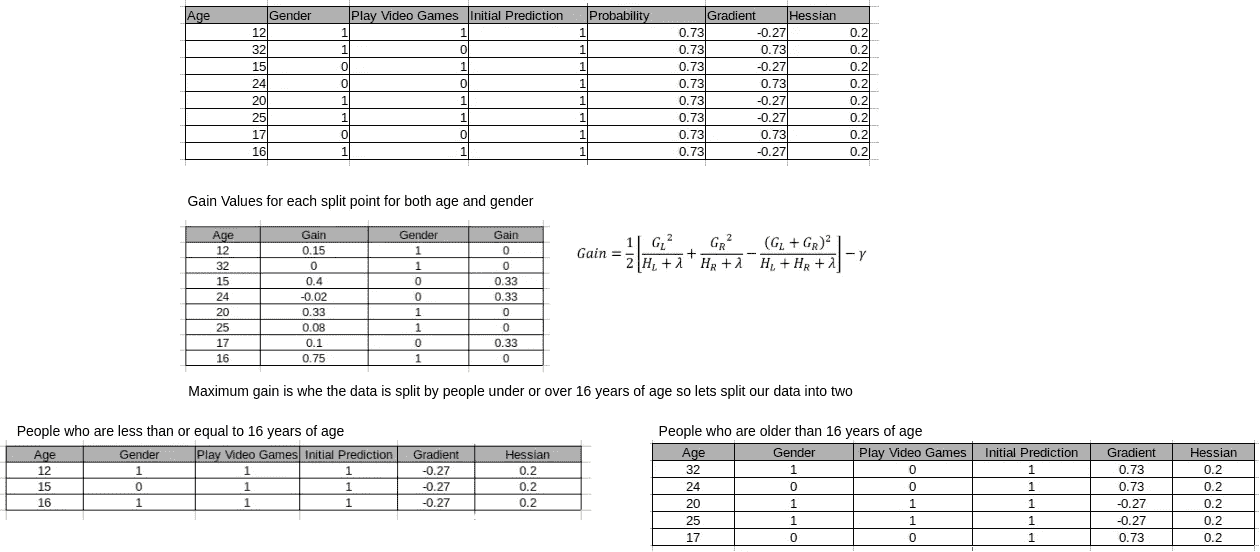 Age Gender Play Video Games Initial Prediction Probability Gradient Hessian
12 1 1 1 0.73 -0.27 0.2
32 1 0 1 0.73 0.73 0.2
15 0 1 1 0.73 -0.27 0.2
24 0 0 1 0.73 0.73 0.2
20 1 1 1 0.73 -0.27 0.2
25 1 1 1 0.73 -0.27 0.2
17 0 0 1 0.73 0.73 0.2
16 1 1 1 0.73 -0.27 0.2
Gain Values for each split point for both age and gender
Age Gain Gender Gain
12 0.15 1 0
32 0 1 0
15 0.4 0 0.33
24 -0.02 0 0.33
20 0.33 1 0
25 0.08 1 0
17 0.1 0 0.33
16 0.75 1 0
Gain = 1/2 [ G_L²/(H_L + λ) + G_R²/(H_R + λ) − (G_L + G_R)²/(H_L + H_R + λ) ] − γ
Maximum gain is whe the data is split by people under or over 16 years of age so lets split our data into two
People who are less than or equal to 16 years of age
Age Gender Play Video Games Initial Prediction Gradient Hessian
12 1 1 1 -0.27 0.2
15 0 1 1 -0.27 0.2
16 1 1 1 -0.27 0.2
People who are older than 16 years of age
Age Gender Play Video Games Initial Prediction Gradient Hessian
32 1 0 1 0.73 0.2
24 0 0 1 0.73 0.2
20 1 1 1 -0.27 0.2
25 1 1 1 -0.27 0.2
17 0 0 1 0.73 0.2